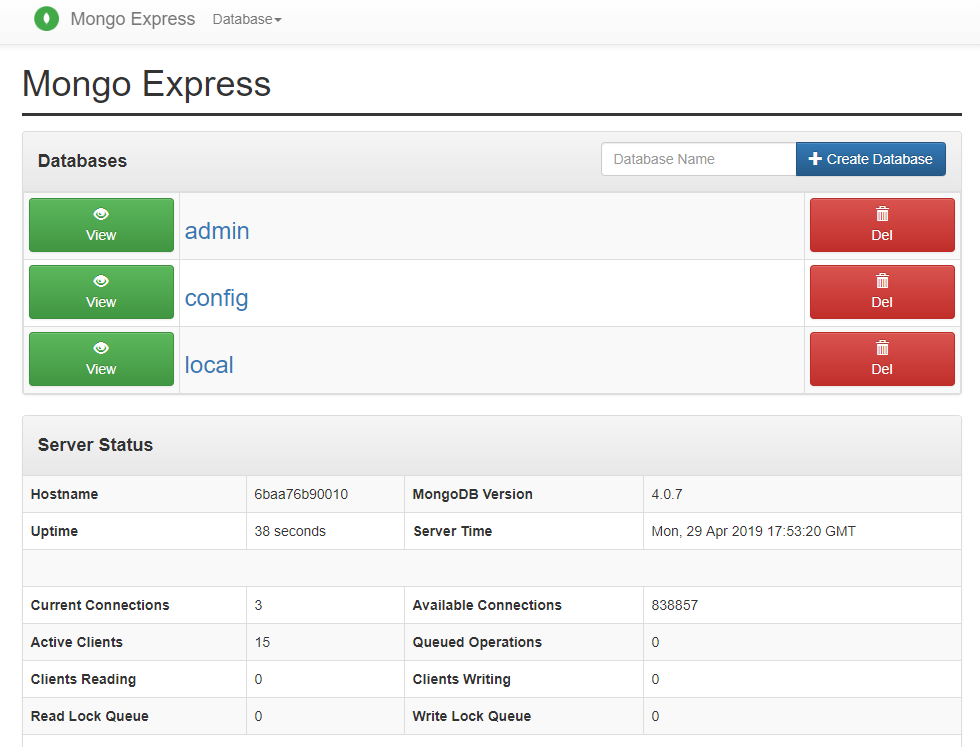 Mongo Express Database
Mongo Express
Databases Database Name Create Database
View admin Del
View config Del
View local Del
Server Status
Hostname 6baa76b90010 MongoDB Version 4.0.7
Uptime 38 seconds Server Time Mon, 29 Apr 2019 17:53:20 GMT
Current Connections 3 Available Connections 838857
Active Clients 15 Queued Operations 0
Clients Reading 0 Clients Writing 0
Read Lock Queue 0 Write Lock Queue 0